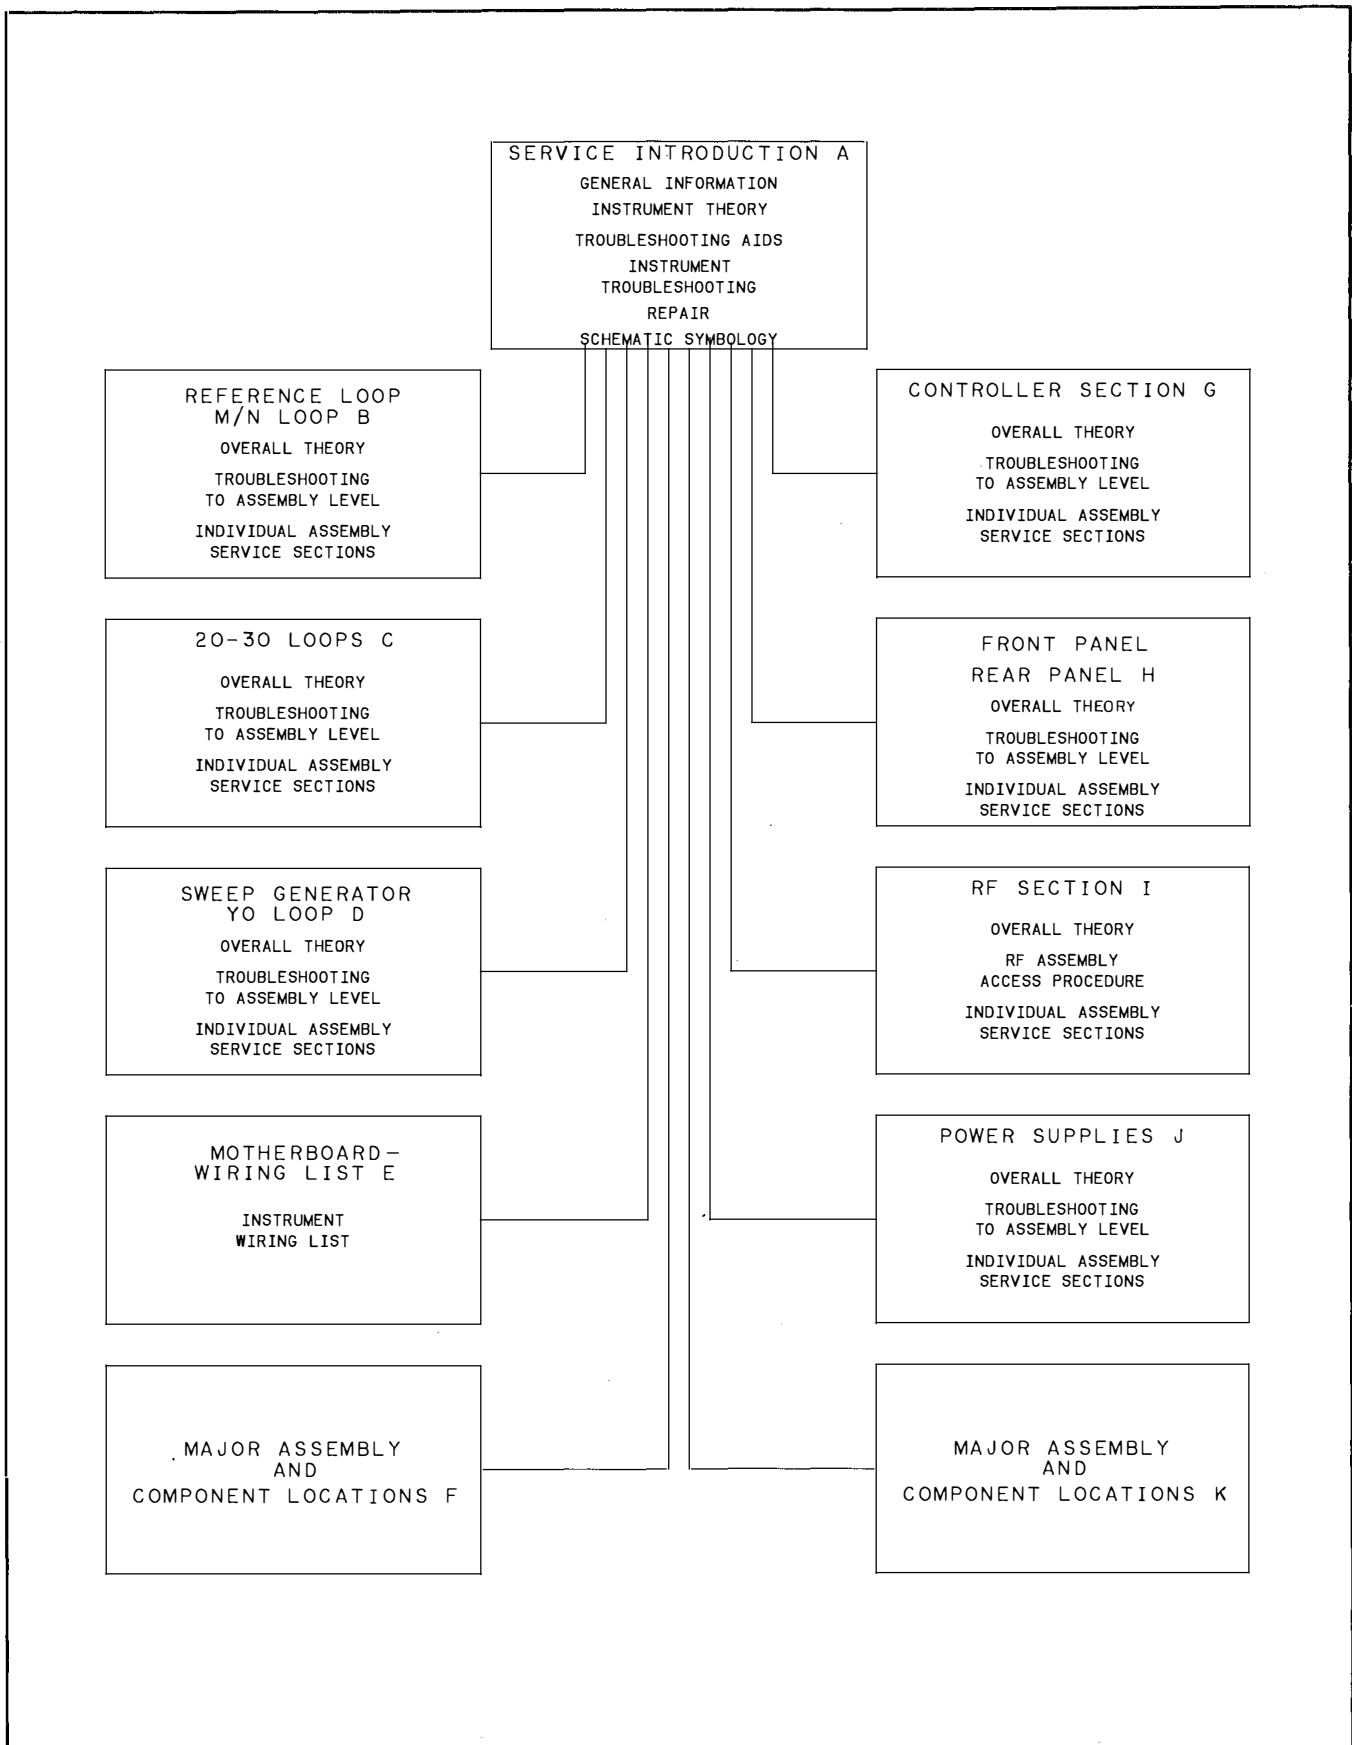 SERVICE INTRODUCTION A
GENERAL INFORMATION
INSTRUMENT THEORY
TROUBLESHOOTING AIDS
INSTRUMENT
TROUBLESHOOTING
REPAIR
SCHEMATIC SYMBOLOGY
REFERENCE LOOP
M/N LOOP B
OVERALL THEORY
TROUBLESHOOTING
TO ASSEMBLY LEVEL
INDIVIDUAL ASSEMBLY
SERVICE SECTIONS
20-30 LOOPS C
OVERALL THEORY
TROUBLESHOOTING
TO ASSEMBLY LEVEL
INDIVIDUAL ASSEMBLY
SERVICE SECTIONS
SWEEP GENERATOR
YO LOOP D
OVERALL THEORY
TROUBLESHOOTING
TO ASSEMBLY LEVEL
INDIVIDUAL ASSEMBLY
SERVICE SECTIONS
MOTHERBOARD-
WIRING LIST E
INSTRUMENT
WIRING LIST
MAJOR ASSEMBLY
AND
COMPONENT LOCATIONS F
CONTROLLER SECTION G
OVERALL THEORY
TROUBLESHOOTING
TO ASSEMBLY LEVEL
INDIVIDUAL ASSEMBLY
SERVICE SECTIONS
FRONT PANEL
REAR PANEL H
OVERALL THEORY
TROUBLESHOOTING
TO ASSEMBLY LEVEL
INDIVIDUAL ASSEMBLY
SERVICE SECTIONS
RF SECTION I
OVERALL THEORY
RF ASSEMBLY
ACCESS PROCEDURE
INDIVIDUAL ASSEMBLY
SERVICE SECTIONS
POWER SUPPLIES J
OVERALL THEORY
TROUBLESHOOTING
TO ASSEMBLY LEVEL
INDIVIDUAL ASSEMBLY
SERVICE SECTIONS
MAJOR ASSEMBLY
AND
COMPONENT LOCATIONS K